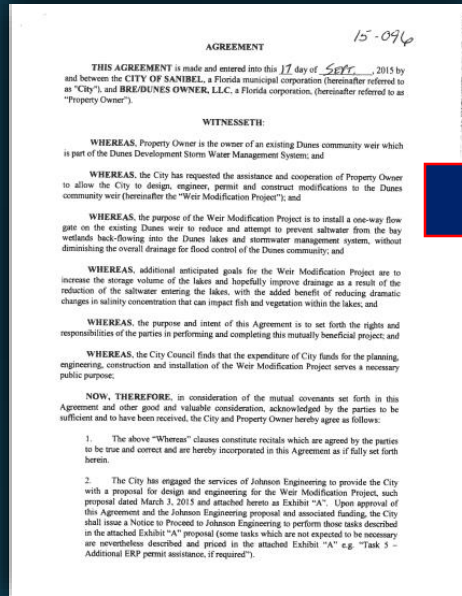 15-096
AGREEMENT
THIS AGREEMENT is made and entered into this 17 day of SEPT. , 2015 by
and between the CITY OF SANIBEL, a Florida municipal corporation (hereinafter referred to
as "City"), and BRE/DUNES OWNER, LLC, a Florida corporation, (hereinafter referred to as
"Property Owner").
WITNESSETH:
WHEREAS, Property Owner is the owner of an existing Dunes community weir which
is part of the Dunes Development Storm Water Management System; and
WHEREAS, the City has requested the assistance and cooperation of Property Owner
to allow the City to design, engineer, permit and construct modifications to the Dunes
community weir (hereinafter the "Weir Modification Project"); and
WHEREAS, the purpose of the Weir Modification Project is to install a one-way flow
gate on the existing Dunes weir to reduce and attempt to prevent saltwater from the bay
wetlands back-flowing into the Dunes lakes and stormwater management system, without
diminishing the overall drainage for flood control of the Dunes community; and
WHEREAS, additional anticipated goals for the Weir Modification Project are to
increase the storage volume of the lakes and hopefully improve drainage as a result of the
reduction of the saltwater entering the lakes, with the added benefit of reducing dramatic
changes in salinity concentration that can impact fish and vegetation within the lakes; and
WHEREAS, the purpose and intent of this Agreement is to set forth the rights and
responsibilities of the parties in performing and completing this mutually beneficial project; and
WHEREAS, the City Council finds that the expenditure of City funds for the planning,
engineering, construction and installation of the Weir Modification Project serves a necessary
public purpose;
NOW, THEREFORE, in consideration of the mutual covenants set forth in this
Agreement and other good and valuable consideration, acknowledged by the parties to be
sufficient and to have been received, the City and Property Owner hereby agree as follows:
1. The above "Whereas" clauses constitute recitals which are agreed by the parties
to be true and correct and are hereby incorporated in this Agreement as if fully set forth
herein.
2. The City has engaged the services of Johnson Engineering to provide the City
with a proposal for design and engineering for the Weir Modification Project, such
proposal dated March 3, 2015 and attached hereto as Exhibit "A". Upon approval of
this Agreement and the Johnson Engineering proposal and associated funding, the City
shall issue a Notice to Proceed to Johnson Engineering to perform those tasks described
in the attached Exhibit "A" proposal (some tasks which are not expected to be necessary
are nevertheless described and priced in the attached Exhibit "A" e.g. "Task 5 –
Additional ERP permit assistance, if required").